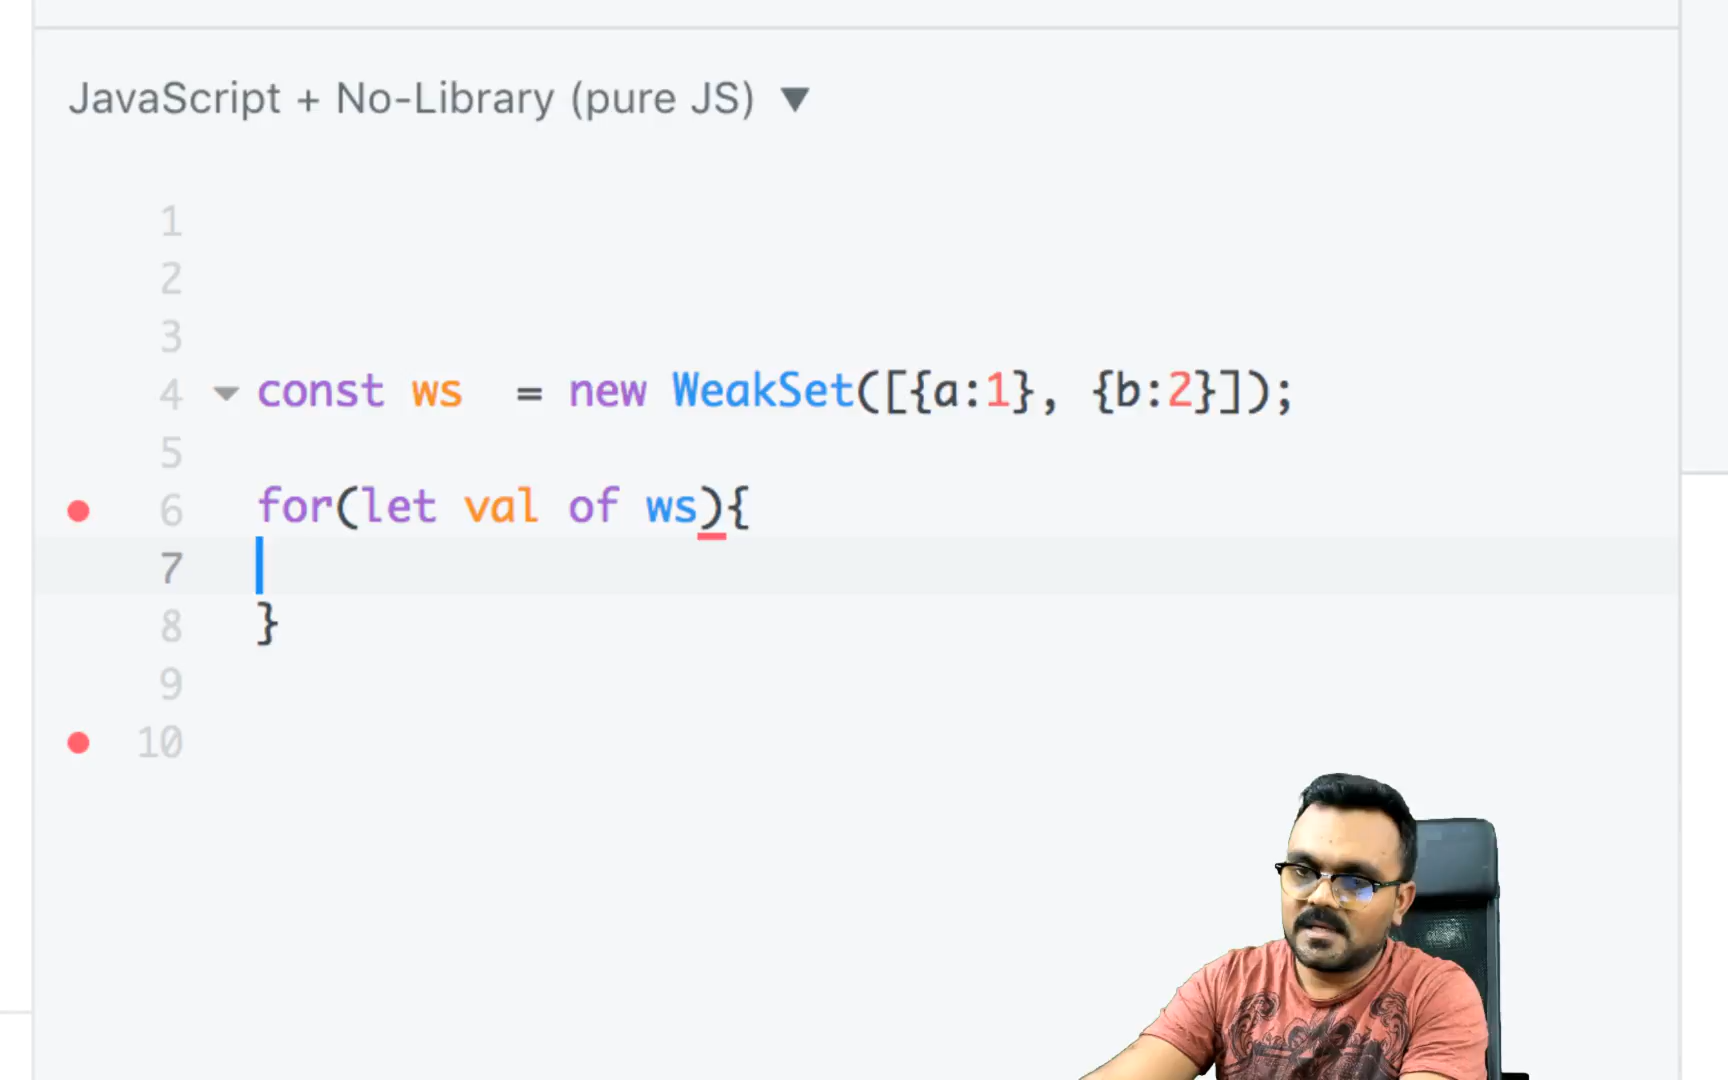 JavaScript + No-Library (pure JS) ▼
1
2
3
4 const ws  = new WeakSet([{a:1}, {b:2}]);
5
6 for(let val of ws){
7
8 }
9
10